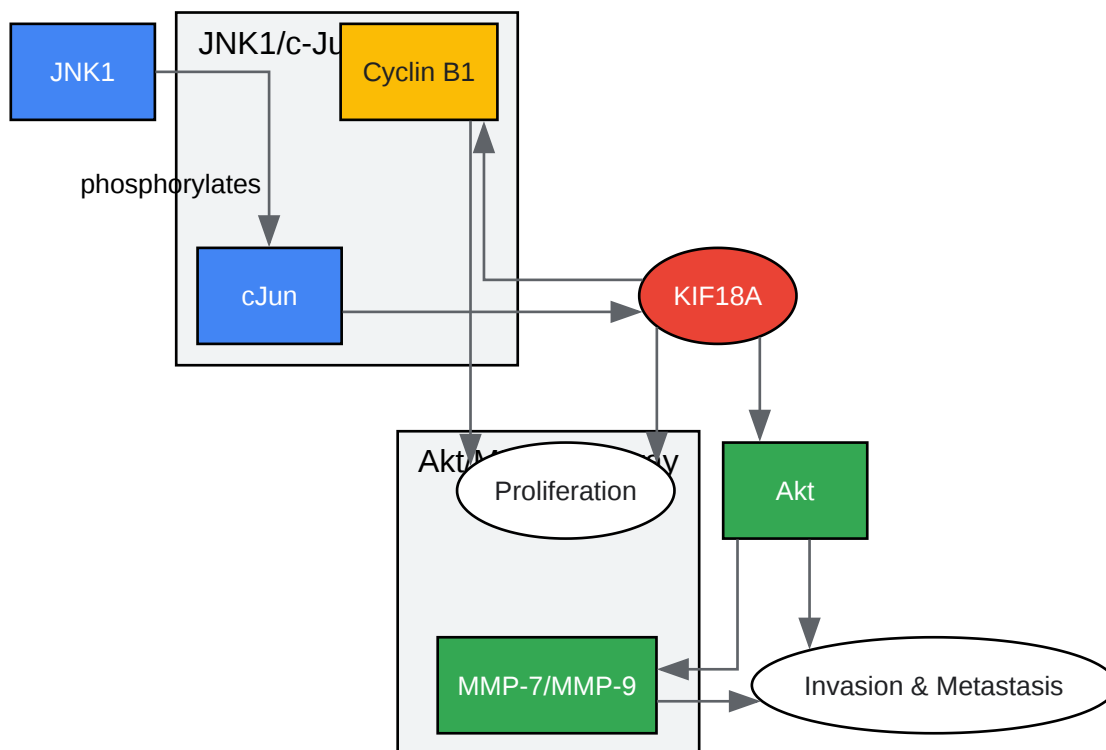 JNK1/c-Ju
JNK1
Cyclin B1
phosphorylates
cJun
KIF18A
Akt/M
Proliferation
Akt
MMP-7/MMP-9
Invasion & Metastasis